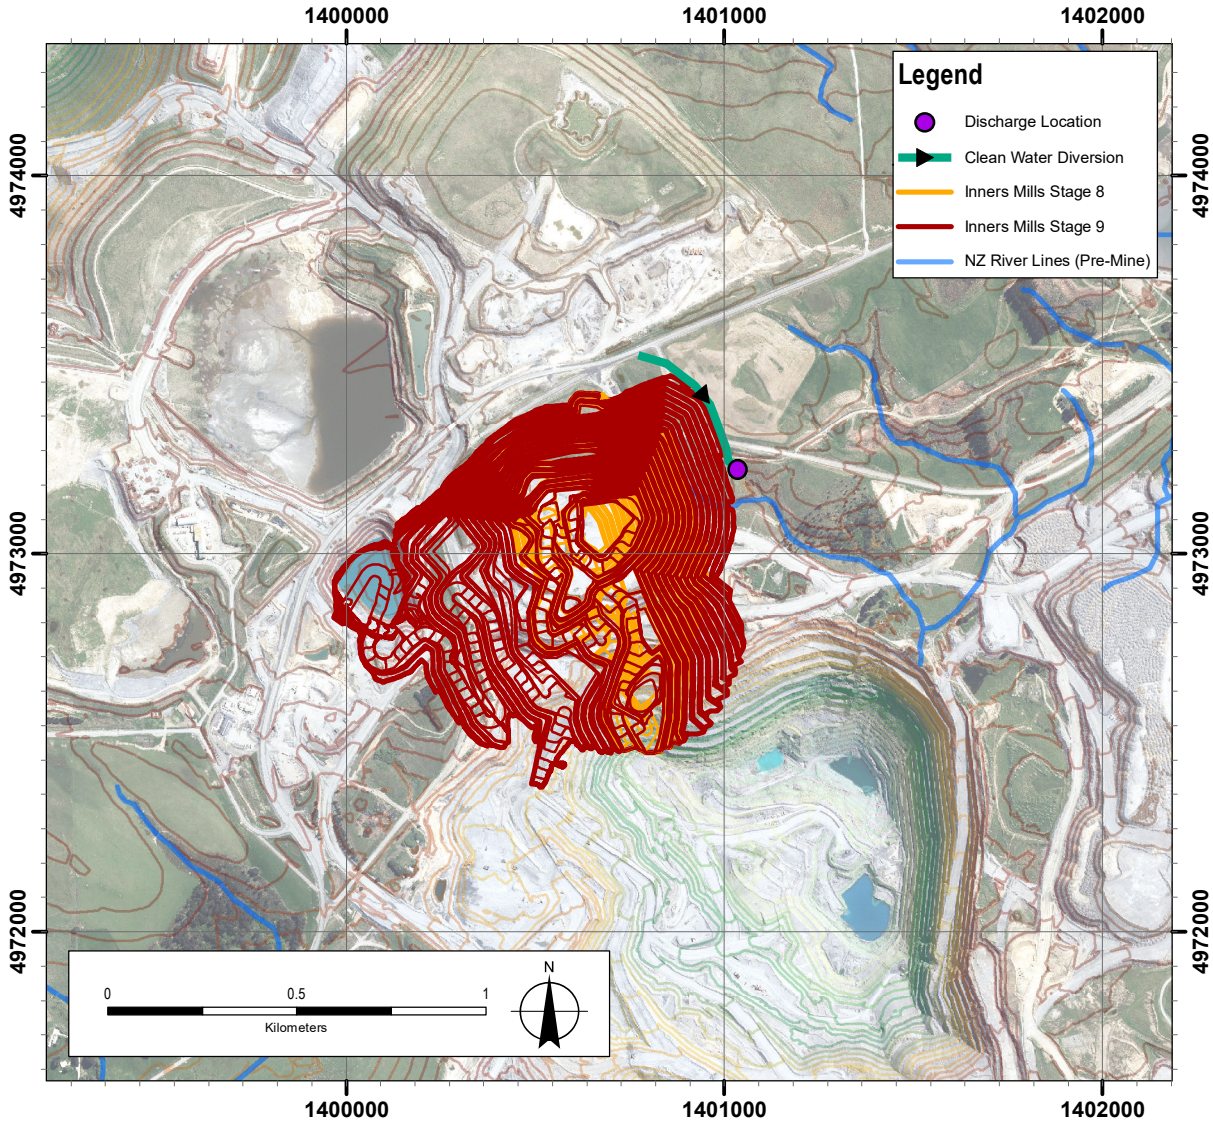 1400000 1401000 1402000
Legend
Discharge Location
Clean Water Diversion
Inners Mills Stage 8
Inners Mills Stage 9
NZ River Lines (Pre-Mine)
4974000 4974000
4973000 4973000
4972000 4972000
N
0 0.5 1
Kilometers
1400000 1401000 1402000